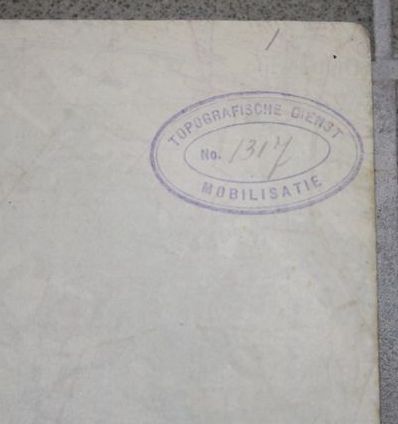 TOPOGRAFISCHE DIENST
No. 1317
MOBILISATIE